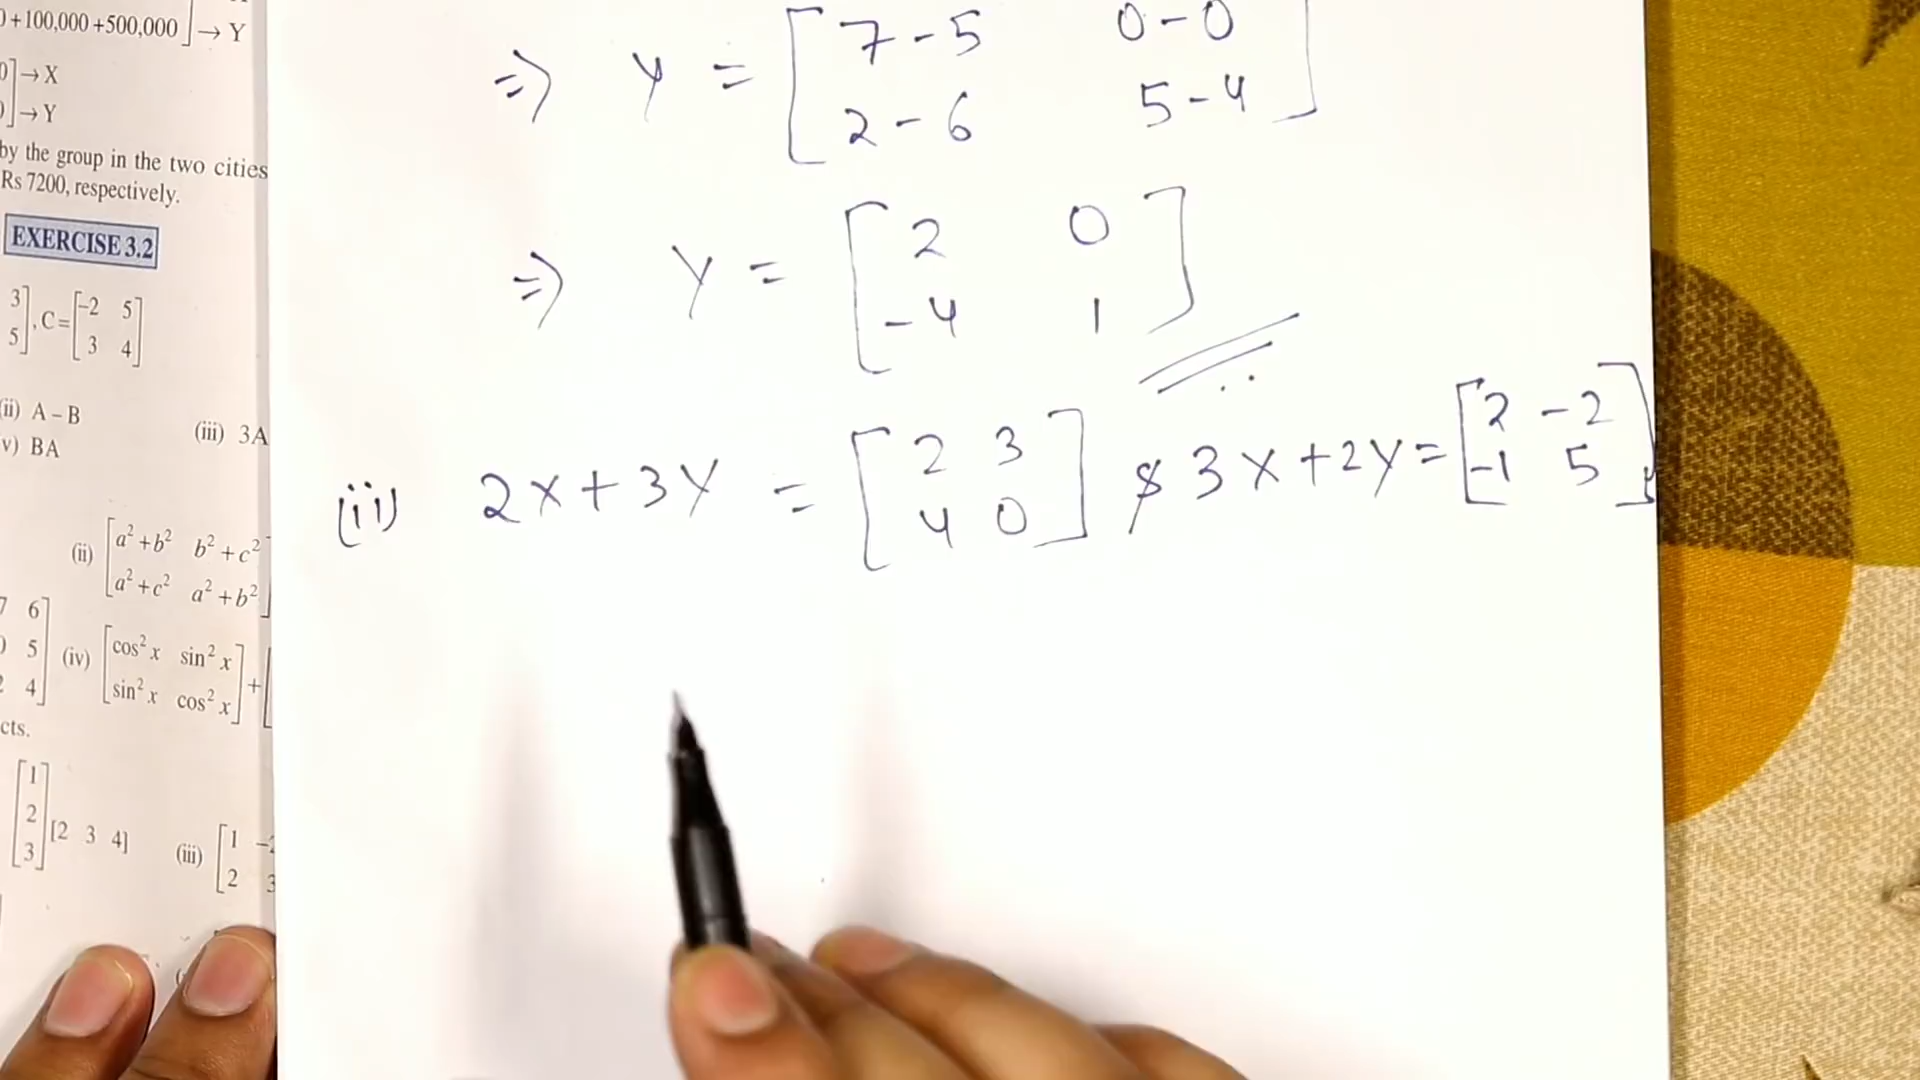 0+100,000+500,000] → Y
0] → X
0] → Y
by the group in the two cities
Rs 7200, respectively.
EXERCISE 3.2
3
5], C = [-2 5
3 4]
(ii) A – B
(iii) 3A
v) BA
(ii) [a²+b² b²+c²
a²+c² a²+b²]
7 6
0 5
2 4]
(iv) [cos² x sin² x
sin² x cos² x] + [
cts.
[1
2
3] [2 3 4]
(iii) [1 -2
2 3
=> Y = [7-5 0-0
2-6 5-4]
=> Y = [2 0
-4 1]
(ii) 2X+3Y = [2 3
4 0] & 3X+2Y = [2 -2
-1 5]